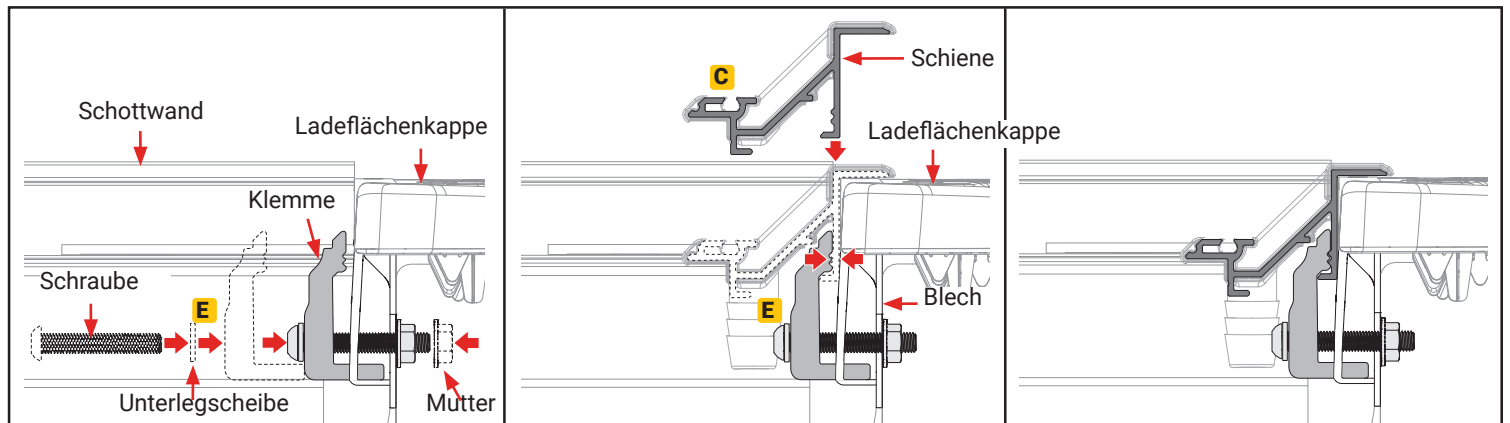 Schottwand
Ladeflächenkappe
Klemme
Schraube
E
Unterlegscheibe
Mutter
C
Schiene
Ladeflächenkappe
E
Blech